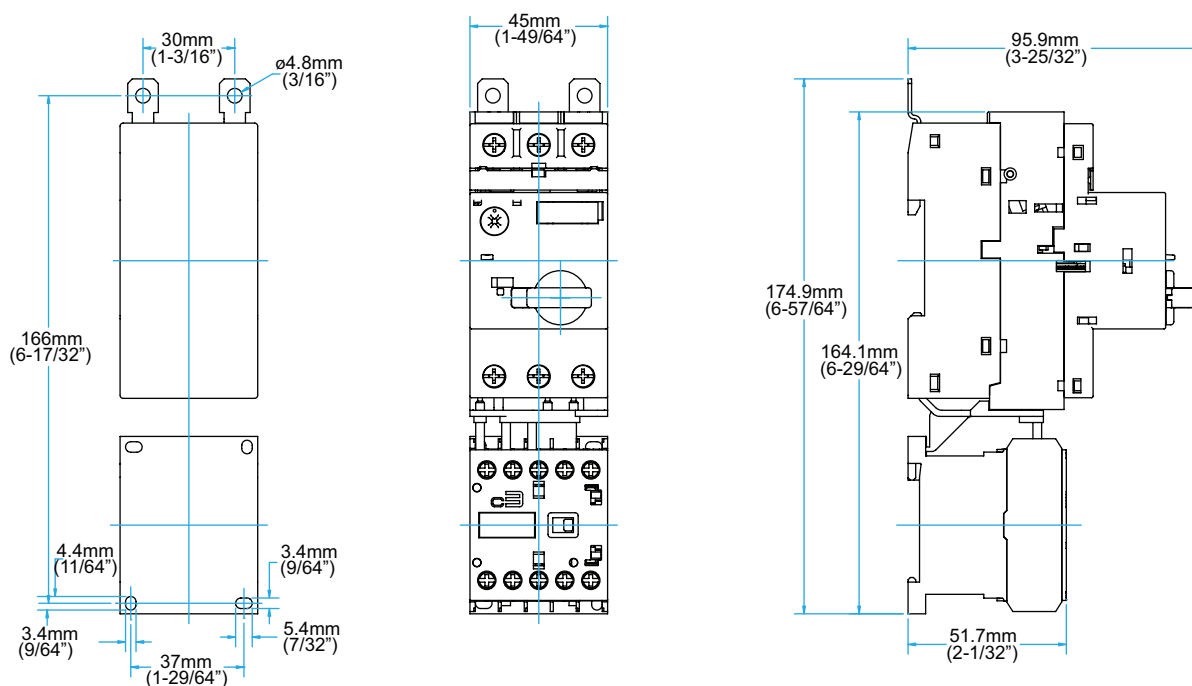 30mm
(1-3/16”)
ø4.8mm
(3/16”)
166mm
(6-17/32”)
4.4mm
(11/64”)
3.4mm
(9/64”)
3.4mm
(9/64”)
5.4mm
(7/32”)
37mm
(1-29/64”)
45mm
(1-49/64”)
c3
95.9mm
(3-25/32”)
174.9mm
(6-57/64”)
164.1mm
(6-29/64”)
51.7mm
(2-1/32”)